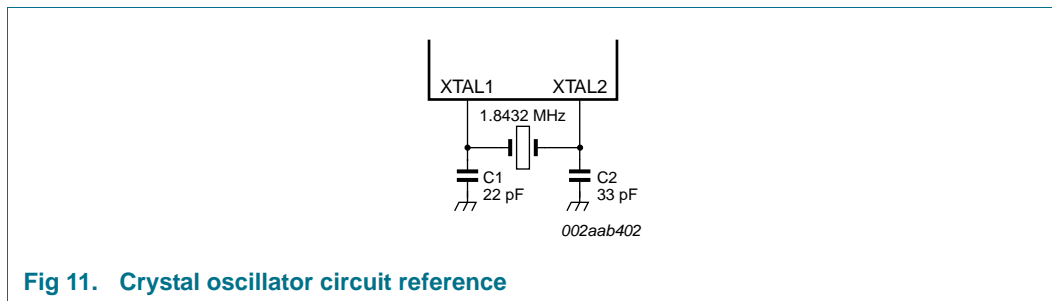 XTAL1 XTAL2
1.8432 MHz
C1 C2
22 pF 33 pF
002aab402
Fig 11. Crystal oscillator circuit reference